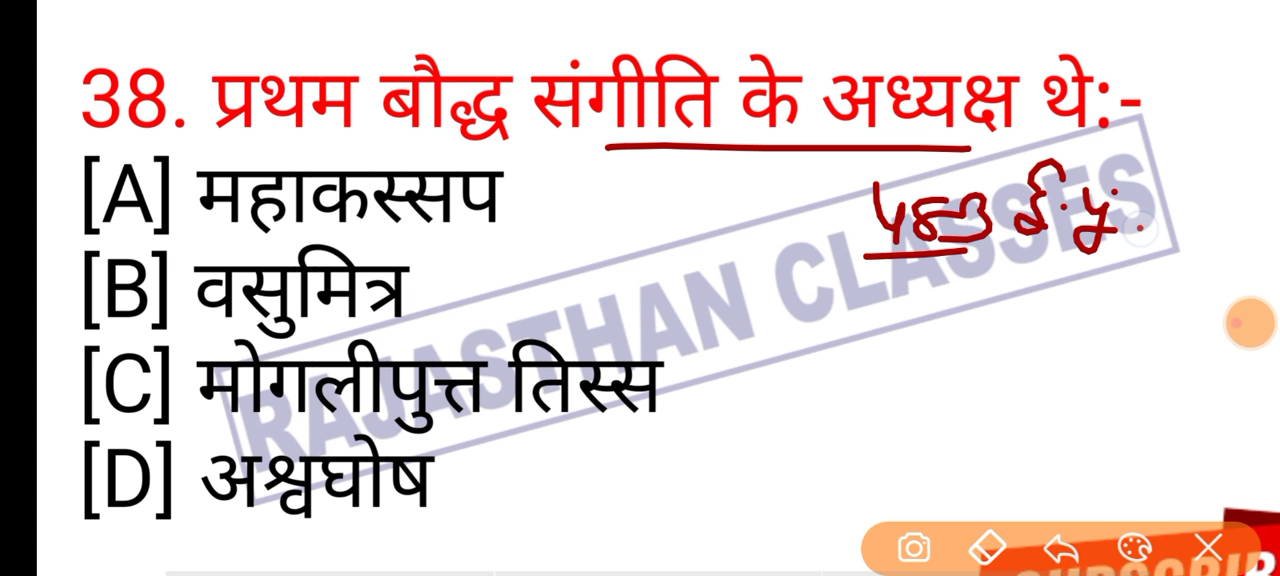 38. प्रथम बौद्ध संगीति के अध्यक्ष थे:-
[A] महाकस्सप
483 ई. पू.
[B] वसुमित्र
[C] मोगलीपुत्त तिस्स
[D] अश्वघोष
RAJASTHAN CLASSES